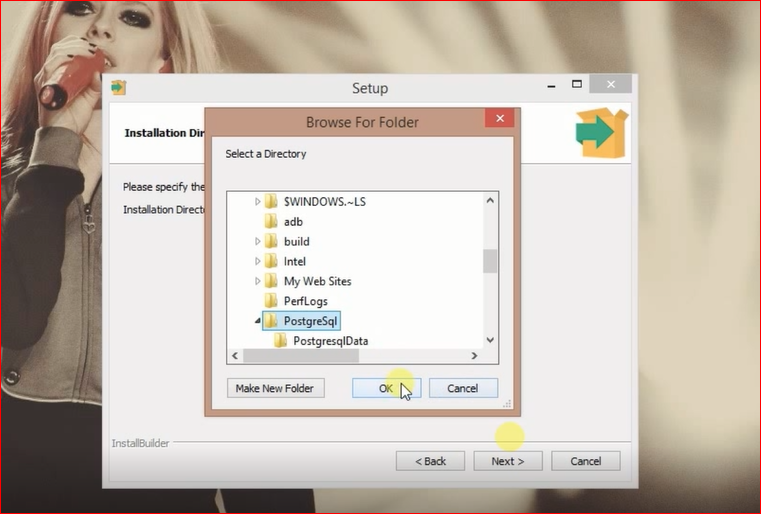 Setup
Browse For Folder
Installation Dir
Select a Directory
Please specify the
Installation Directo
$WINDOWS.~LS
adb
build
Intel
My Web Sites
PerfLogs
PostgreSql
PostgresqlData
Make New Folder
OK
Cancel
InstallBuilder
< Back
Next >
Cancel